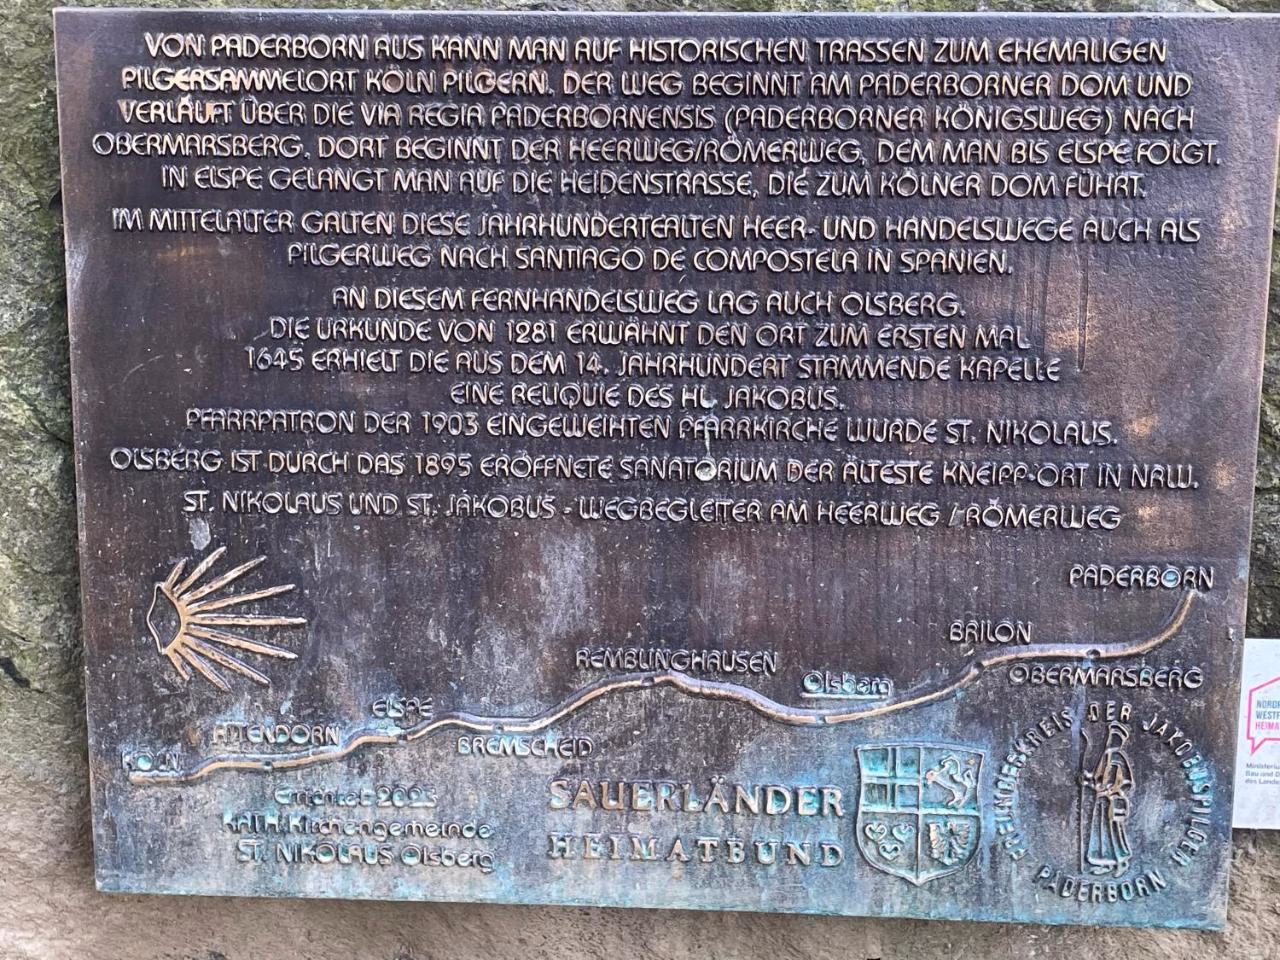 VON PADERBORN AUS KANN MAN AUF HISTORISCHEN TRASSEN ZUM EHEMALIGEN
PILGERSAMMELORT KÖLN PILGERN. DER WEG BEGINNT AM PADERBORNER DOM UND
VERLÄUFT ÜBER DIE VIA REGIA PADERBORNENSIS (PADERBORNER KÖNIGSWEG) NACH
OBERMARSBERG. DORT BEGINNT DER HEERWEG/RÖMERWEG, DEM MAN BIS ELSPE FOLGT.
IN ELSPE GELANGT MAN AUF DIE HEIDENSTRASSE, DIE ZUM KÖLNER DOM FÜHRT.
IM MITTELALTER GALTEN DIESE JAHRHUNDERTEALTEN HEER- UND HANDELSWEGE AUCH ALS
PILGERWEG NACH SANTIAGO DE COMPOSTELA IN SPANIEN.
AN DIESEM FERNHANDELSWEG LAG AUCH OLSBERG.
DIE URKUNDE VON 1281 ERWÄHNT DEN ORT ZUM ERSTEN MAL
1645 ERHIELT DIE AUS DEM 14. JAHRHUNDERT STAMMENDE KAPELLE
EINE RELIQUIE DES HL. JAKOBUS.
PFARRPATRON DER 1903 EINGEWEIHTEN PFARRKIRCHE WURDE ST. NIKOLAUS.
OLSBERG IST DURCH DAS 1895 ERÖFFNETE SANATORIUM DER ÄLTESTE KNEIPP-ORT IN NRW.
ST. NIKOLAUS UND ST. JAKOBUS - WEGBEGLEITER AM HEERWEG / RÖMERWEG
PADERBORN
BRILON
OBERMARSBERG
REMBLINGHAUSEN
Olsberg
ELSPE
ATTENDORN
BREMSCHEID
KÖLN
Errichtet 2025
KATH. Kirchengemeinde
ST. NIKOLAUS Olsberg
SAUERLÄNDER
HEIMATBUND
FREUNDESKREIS DER JAKOBUSPILGER
PADERBORN